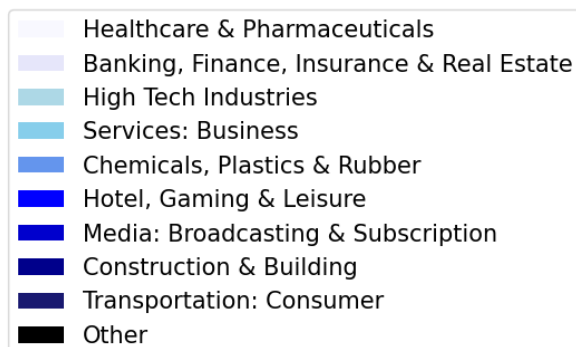 Healthcare & Pharmaceuticals
Banking, Finance, Insurance & Real Estate
High Tech Industries
Services: Business
Chemicals, Plastics & Rubber
Hotel, Gaming & Leisure
Media: Broadcasting & Subscription
Construction & Building
Transportation: Consumer
Other